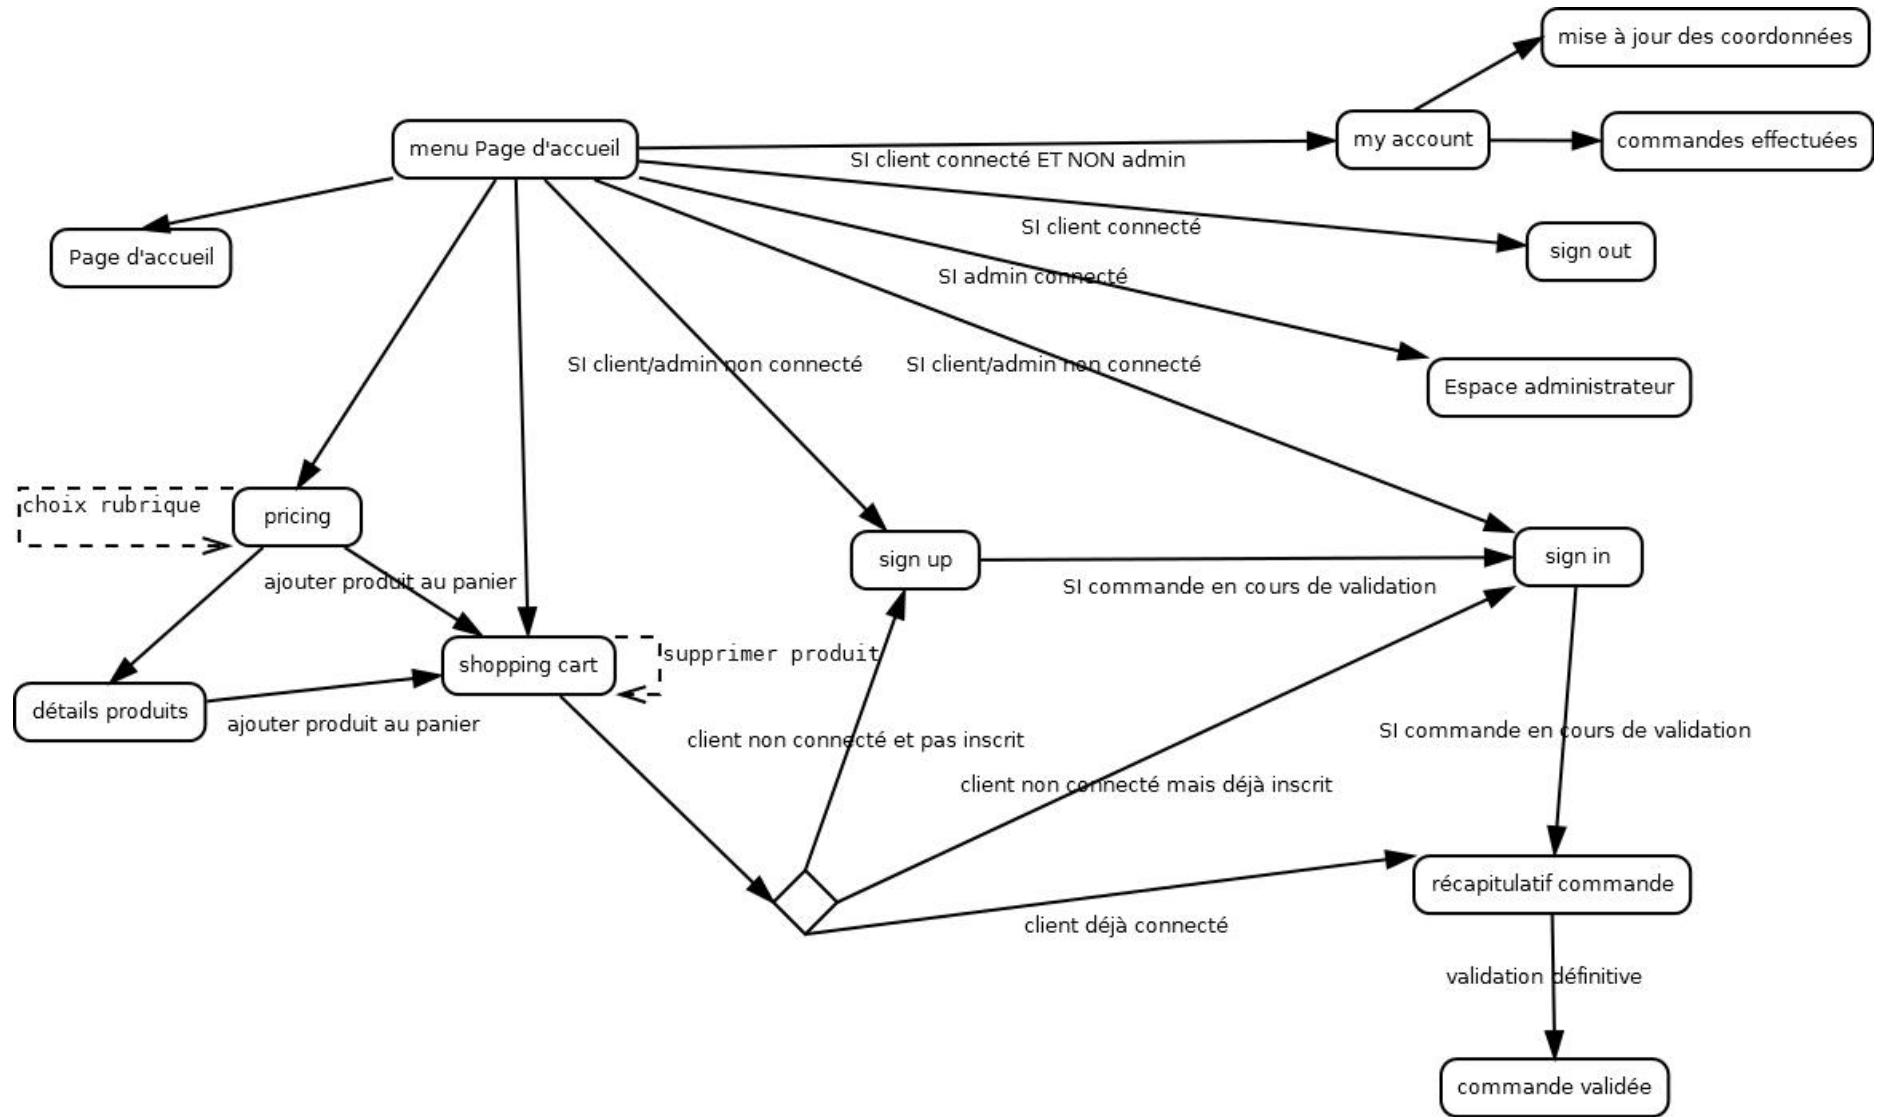 mise à jour des coordonnées
menu Page d'accueil
my account
commandes effectuées
SI client connecté ET NON admin
SI client connecté
Page d'accueil
sign out
SI admin connecté
SI client/admin non connecté
SI client/admin non connecté
Espace administrateur
choix rubrique
pricing
sign up
sign in
ajouter produit au panier
SI commande en cours de validation
shopping cart
supprimer produit
détails produits
ajouter produit au panier
client non connecté et pas inscrit
SI commande en cours de validation
client non connecté mais déjà inscrit
récapitulatif commande
client déjà connecté
validation définitive
commande validée